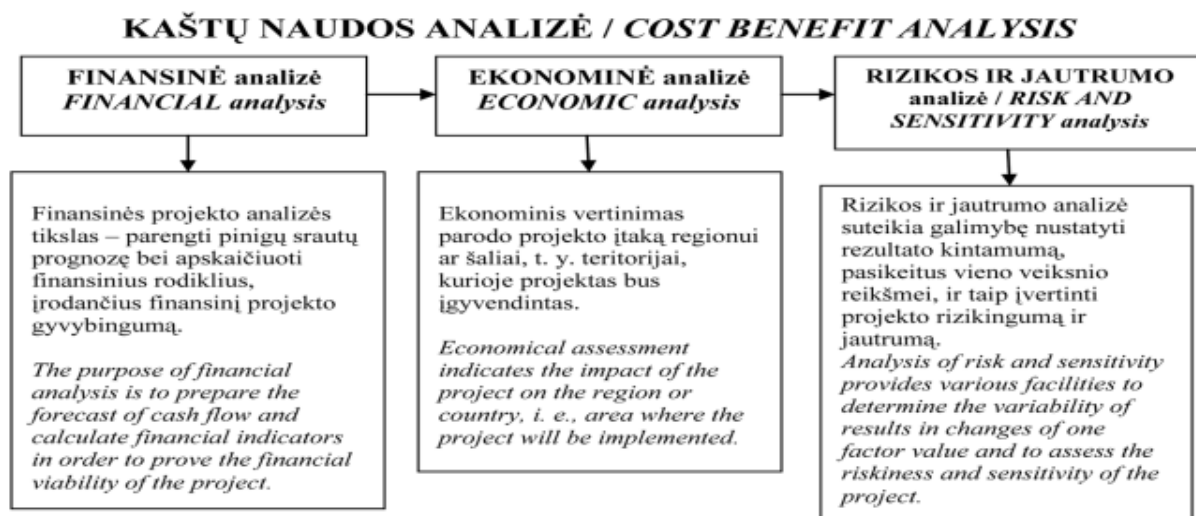 KAŠTŲ NAUDOS ANALIZĖ / COST BENEFIT ANALYSIS
FINANSINĖ analizė
FINANCIAL analysis
EKONOMINĖ analizė
ECONOMIC analysis
RIZIKOS IR JAUTRUMO
analizė / RISK AND
SENSITIVITY analysis
Finansinės projekto analizės
tikslas – parengti pinigų srautų
prognozę bei apskaičiuoti
finansinius rodiklius,
įrodančius finansinį projekto
gyvybingumą.
The purpose of financial
analysis is to prepare the
forecast of cash flow and
calculate financial indicators
in order to prove the financial
viability of the project.
Ekonominis vertinimas
parodo projekto įtaką regionui
ar šaliai, t. y. teritorijai,
kurioje projektas bus
įgyvendintas.
Economical assessment
indicates the impact of the
project on the region or
country, i. e., area where the
project will be implemented.
Rizikos ir jautrumo analizė
suteikia galimybę nustatyti
rezultato kintamumą,
pasikeitus vieno veiksnio
reikšmei, ir taip įvertinti
projekto rizikingumą ir
jautrumą.
Analysis of risk and sensitivity
provides various facilities to
determine the variability of
results in changes of one
factor value and to assess the
riskiness and sensitivity of the
project.